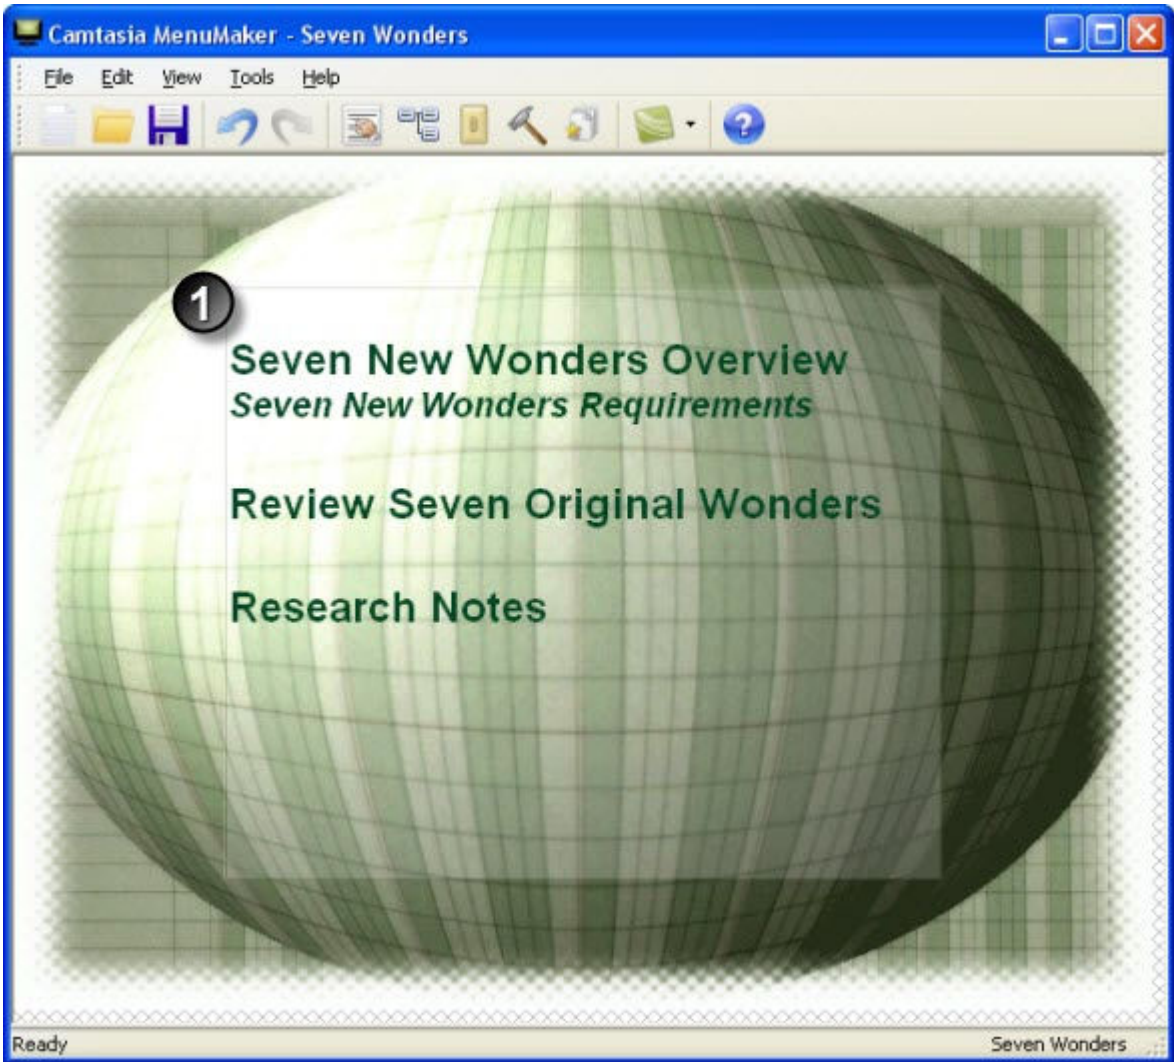 Camtasia MenuMaker - Seven Wonders
File Edit View Tools Help
?
1
Seven New Wonders Overview
Seven New Wonders Requirements
Review Seven Original Wonders
Research Notes
Ready Seven Wonders